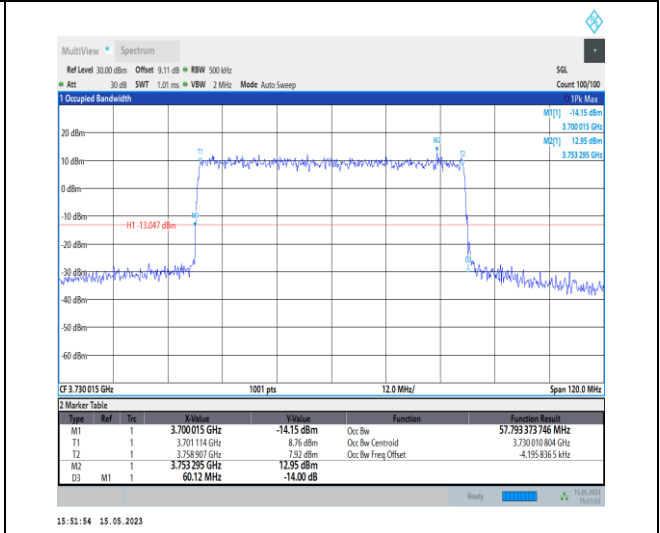 MultiView Spectrum
Ref Level 30.00 dBm Offset 9.11 dB RBW 500 kHz SGL
Att 30 dB SWT 1.01 ms VBW 2 MHz Mode Auto Sweep Count 100/100
1 Occupied Bandwidth 1Pk Max
M1[1] -14.15 dBm
3.700 015 GHz
M2[1] 12.95 dBm
3.753 295 GHz
20 dBm
M2
T1 T2
10 dBm
0 dBm
-10 dBm
M1
H1 -13.047 dBm
-20 dBm
D3
-30 dBm
-40 dBm
-50 dBm
-60 dBm
CF 3.730 015 GHz 1001 pts 12.0 MHz/ Span 120.0 MHz
2 Marker Table
Type Ref Trc X-Value Y-Value Function Function Result
M1 1 3.700 015 GHz -14.15 dBm Occ Bw 57.793 373 746 MHz
T1 1 3.701 114 GHz 8.76 dBm Occ Bw Centroid 3.730 010 804 GHz
T2 1 3.758 907 GHz 7.92 dBm Occ Bw Freq Offset -4.195 836 5 kHz
M2 1 3.753 295 GHz 12.95 dBm
D3 M1 1 60.12 MHz -14.00 dB
Ready 15.05.2023
15:51:53
15:51:54 15.05.2023